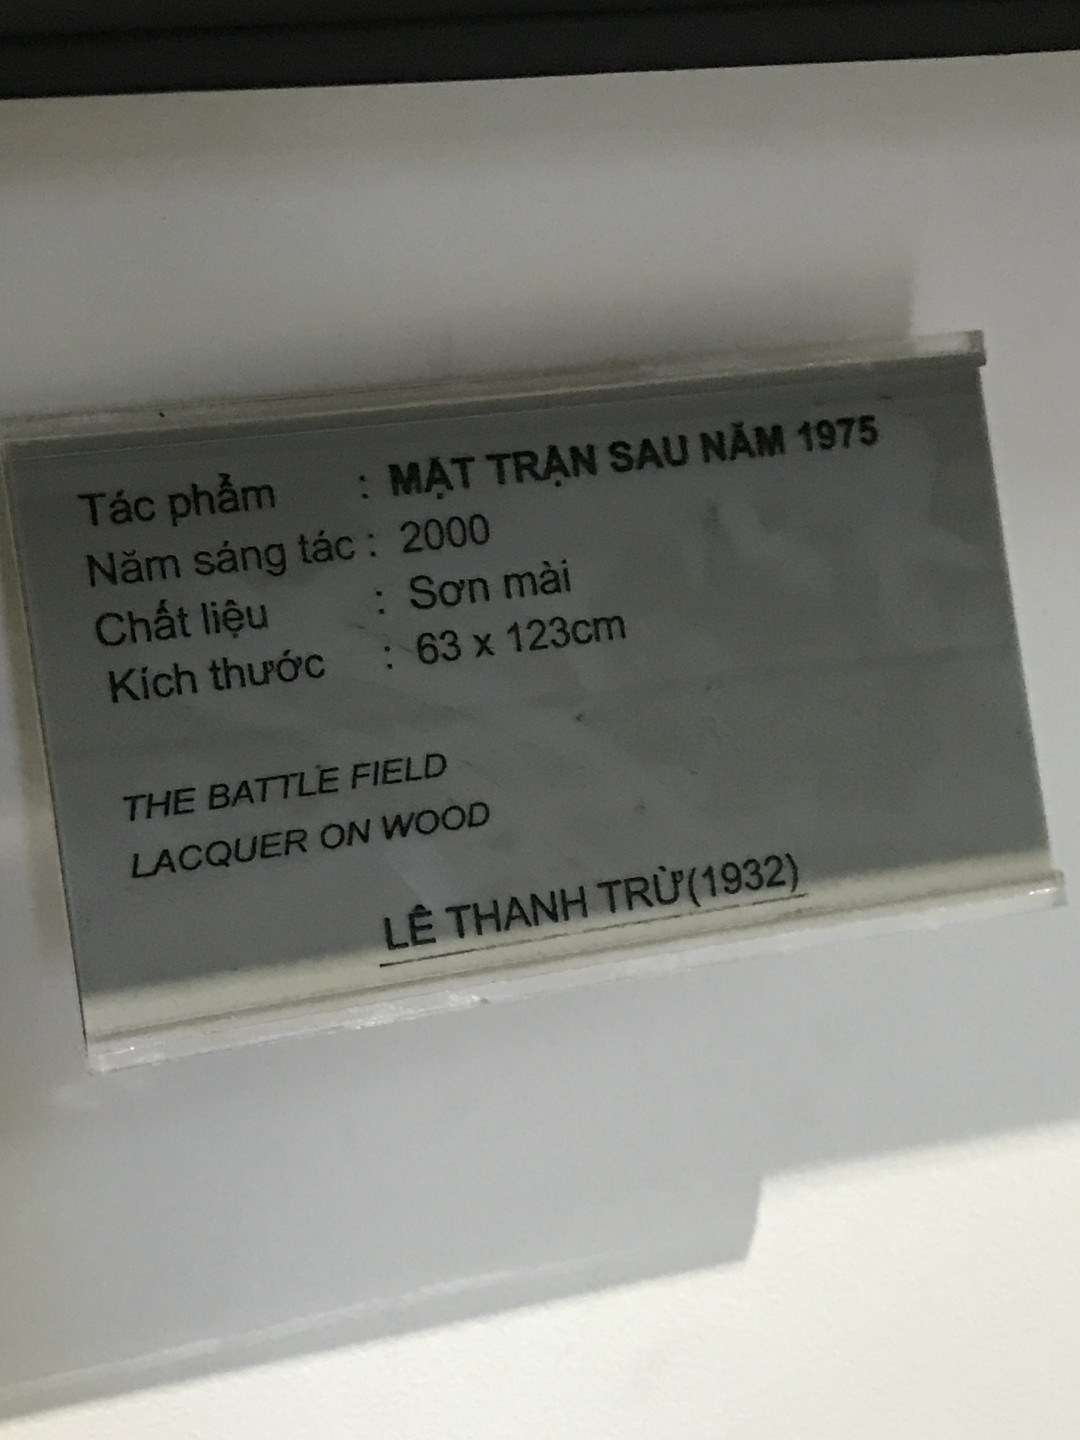 Tác phẩm : MẶT TRẬN SAU NĂM 1975
Năm sáng tác : 2000
Chất liệu : Sơn mài
Kích thước : 63 x 123cm
THE BATTLE FIELD
LACQUER ON WOOD
LÊ THANH TRỪ(1932)